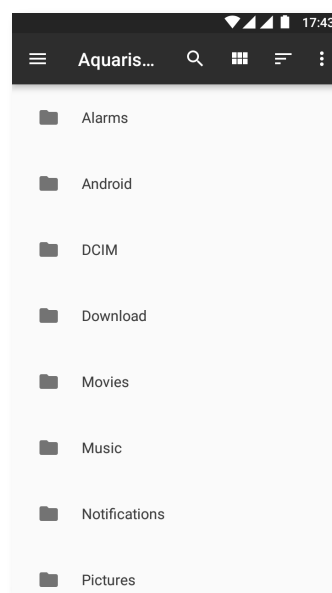 17:43
Aquaris...
Alarms
Android
DCIM
Download
Movies
Music
Notifications
Pictures